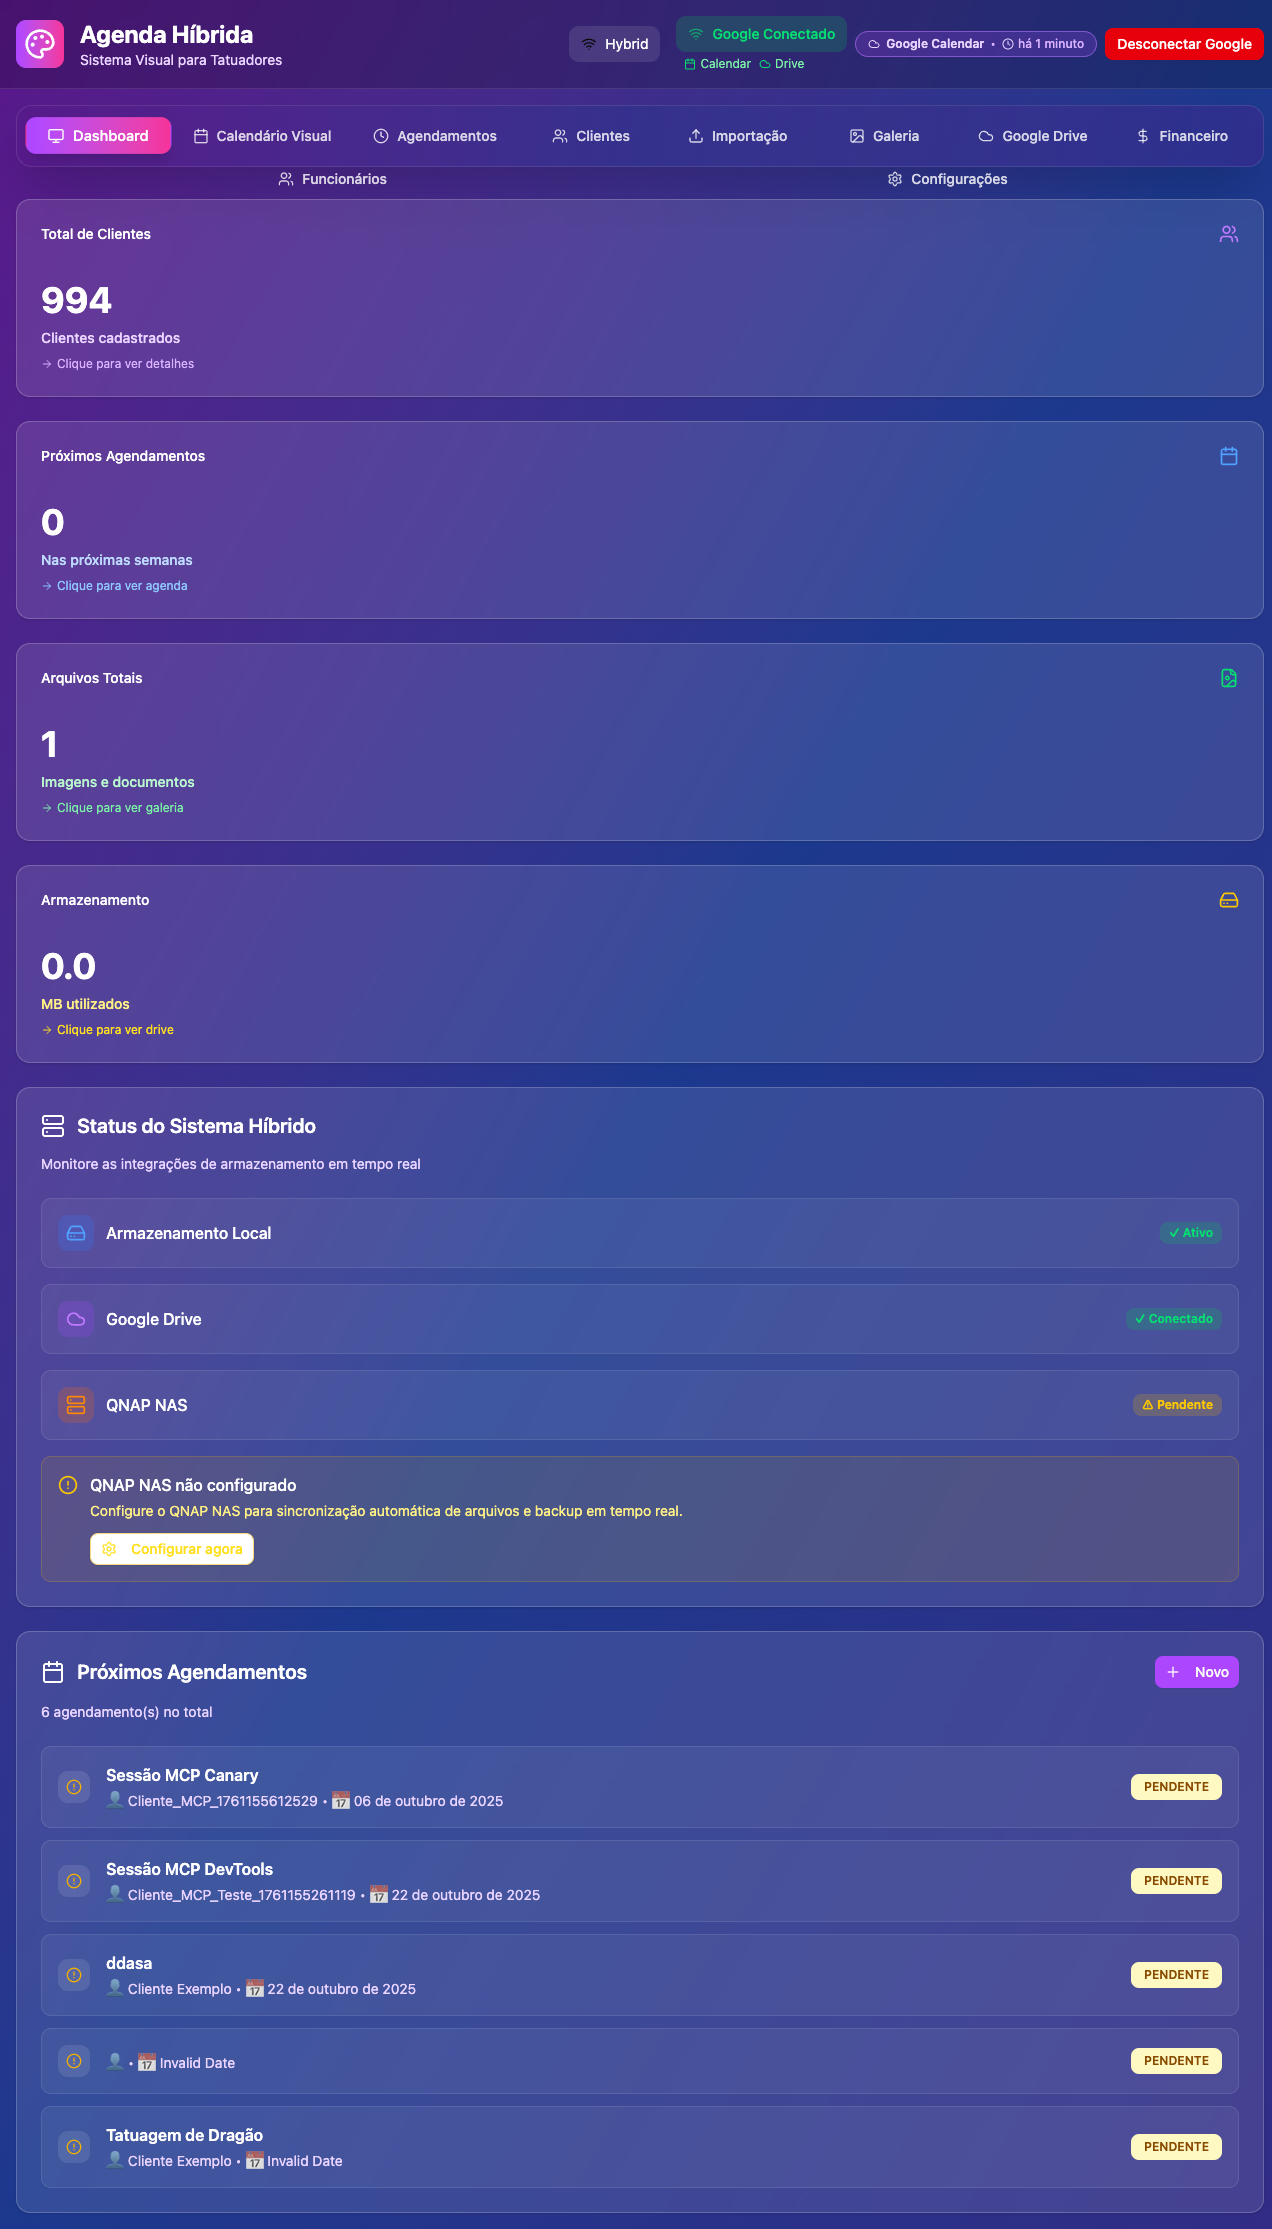 Agenda Híbrida
Sistema Visual para Tatuadores
Hybrid
Google Conectado
Calendar Drive
Google Calendar • há 1 minuto
Desconectar Google
Dashboard
Calendário Visual
Agendamentos
Clientes
Importação
Galeria
Google Drive
Financeiro
Funcionários
Configurações
Total de Clientes
994
Clientes cadastrados
→ Clique para ver detalhes
Próximos Agendamentos
0
Nas próximas semanas
→ Clique para ver agenda
Arquivos Totais
1
Imagens e documentos
→ Clique para ver galeria
Armazenamento
0.0
MB utilizados
→ Clique para ver drive
Status do Sistema Híbrido
Monitore as integrações de armazenamento em tempo real
Armazenamento Local
✓ Ativo
Google Drive
✓ Conectado
QNAP NAS
⚠ Pendente
QNAP NAS não configurado
Configure o QNAP NAS para sincronização automática de arquivos e backup em tempo real.
Configurar agora
Próximos Agendamentos
+ Novo
6 agendamento(s) no total
Sessão MCP Canary
👤 Cliente_MCP_1761155612529 • 📅 06 de outubro de 2025
PENDENTE
Sessão MCP DevTools
👤 Cliente_MCP_Teste_1761155261119 • 📅 22 de outubro de 2025
PENDENTE
ddasa
👤 Cliente Exemplo • 📅 22 de outubro de 2025
PENDENTE
👤 • 📅 Invalid Date
PENDENTE
Tatuagem de Dragão
👤 Cliente Exemplo • 📅 Invalid Date
PENDENTE